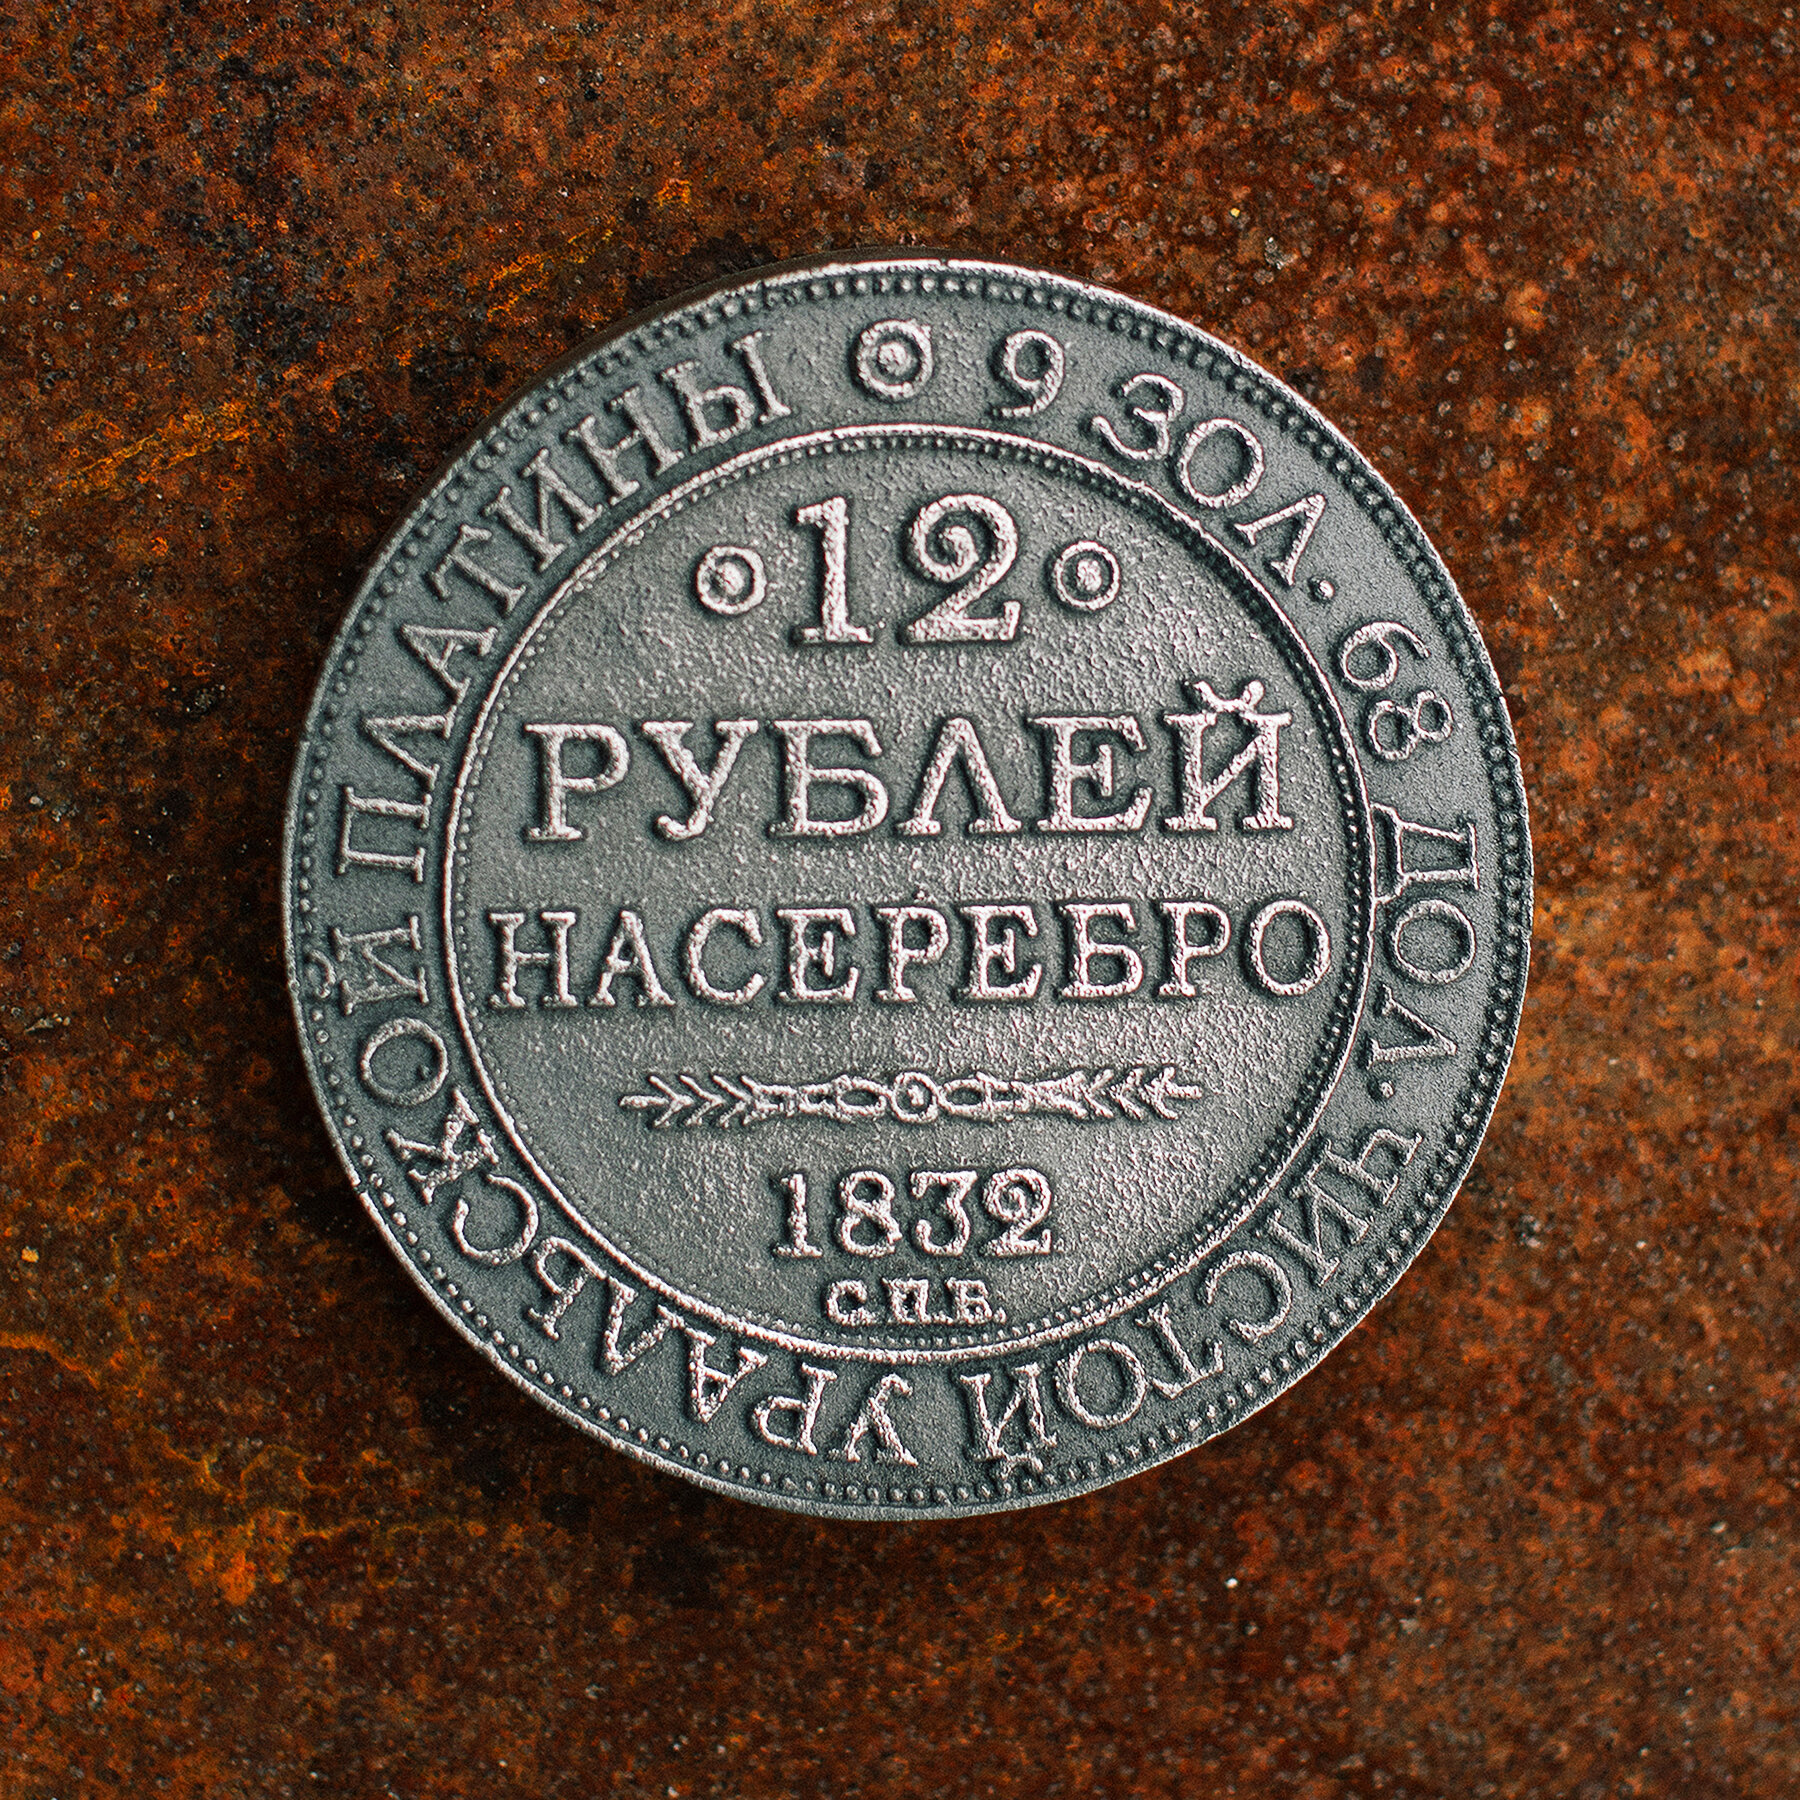 9 ЗОЛ. 68 ДОЛ. ЧИСТОЙ УРАЛЬСКОЙ ПЛАТИНЫ
12
РУБЛЕЙ
НАСЕРЕБРО
1832
С.П.Б.